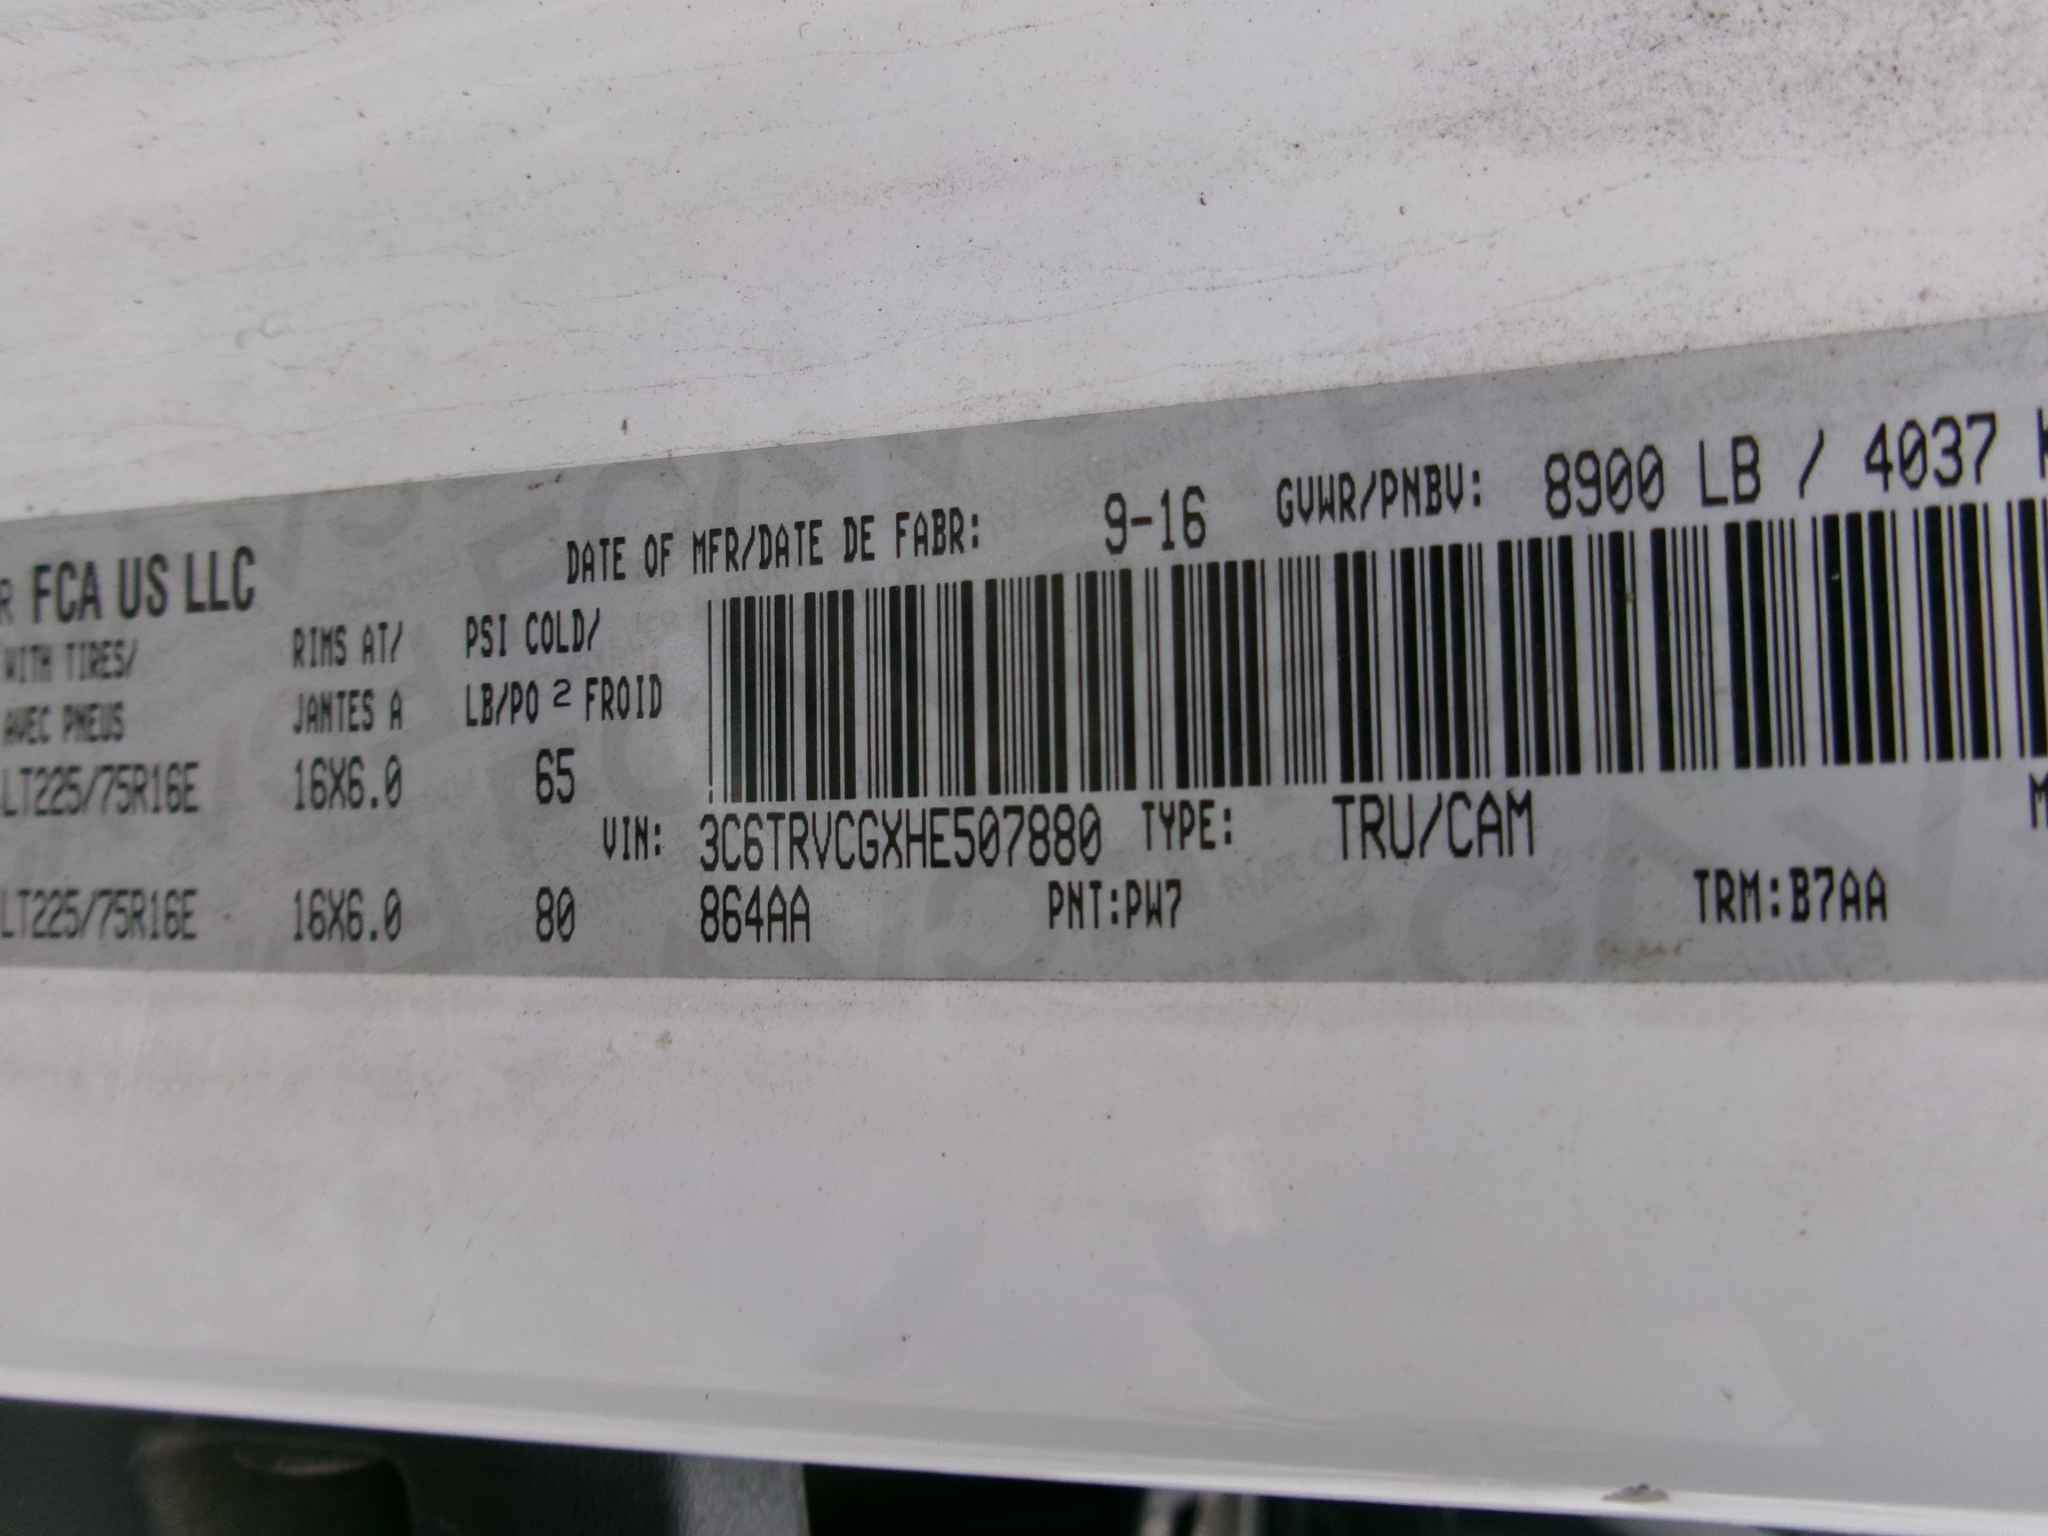 R FCA US LLC
DATE OF MFR/DATE DE FABR: 9-16 GVWR/PNBV: 8900 LB / 4037 K
WITH TIRES/ RIMS AT/ PSI COLD/
AVEC PNEUS JANTES A LB/PO 2 FROID
LT225/75R16E 16X6.0 65
VIN: 3C6TRVCGXHE507880 TYPE: TRU/CAM M
LT225/75R16E 16X6.0 80 864AA PNT:PW7 TRM:B7AA